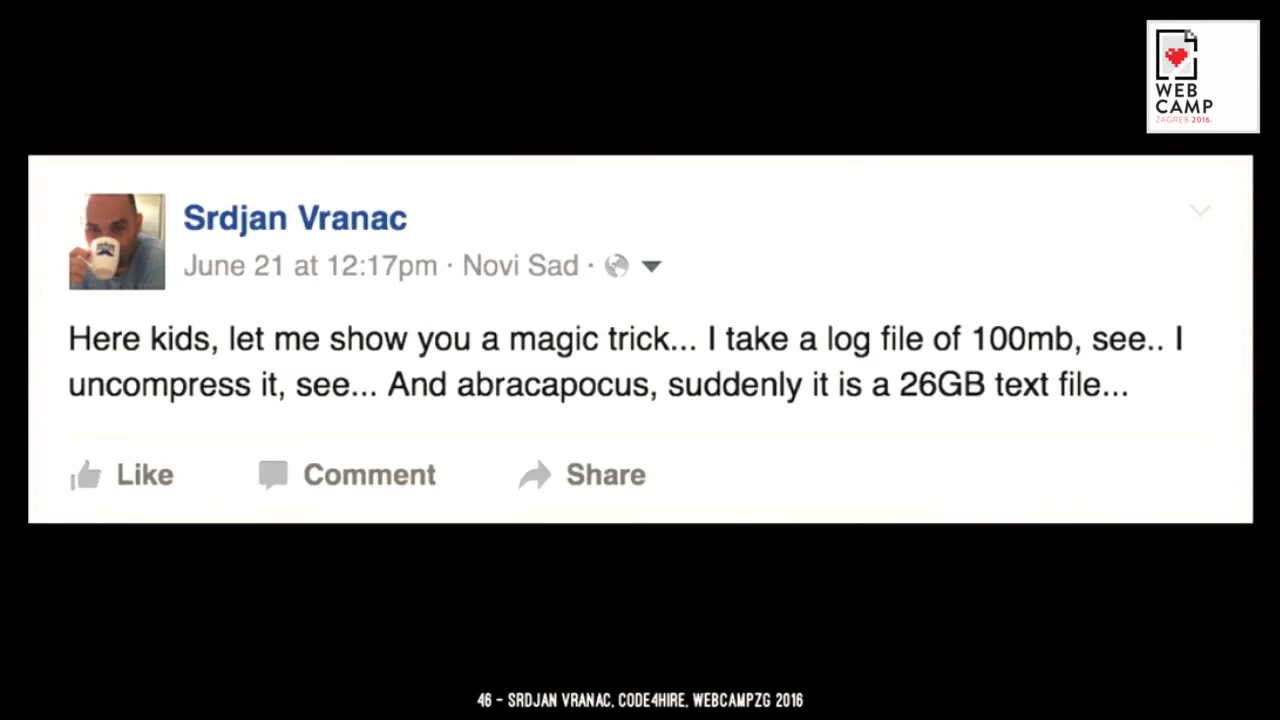 WEB
CAMP
ZAGREB 2016.
Srdjan Vranac
June 21 at 12:17pm · Novi Sad ·
Here kids, let me show you a magic trick... I take a log file of 100mb, see.. I
uncompress it, see... And abracapocus, suddenly it is a 26GB text file...
Like Comment Share
46 - SRDJAN VRANAC, CODE4HIRE, WEBCAMPZG 2016